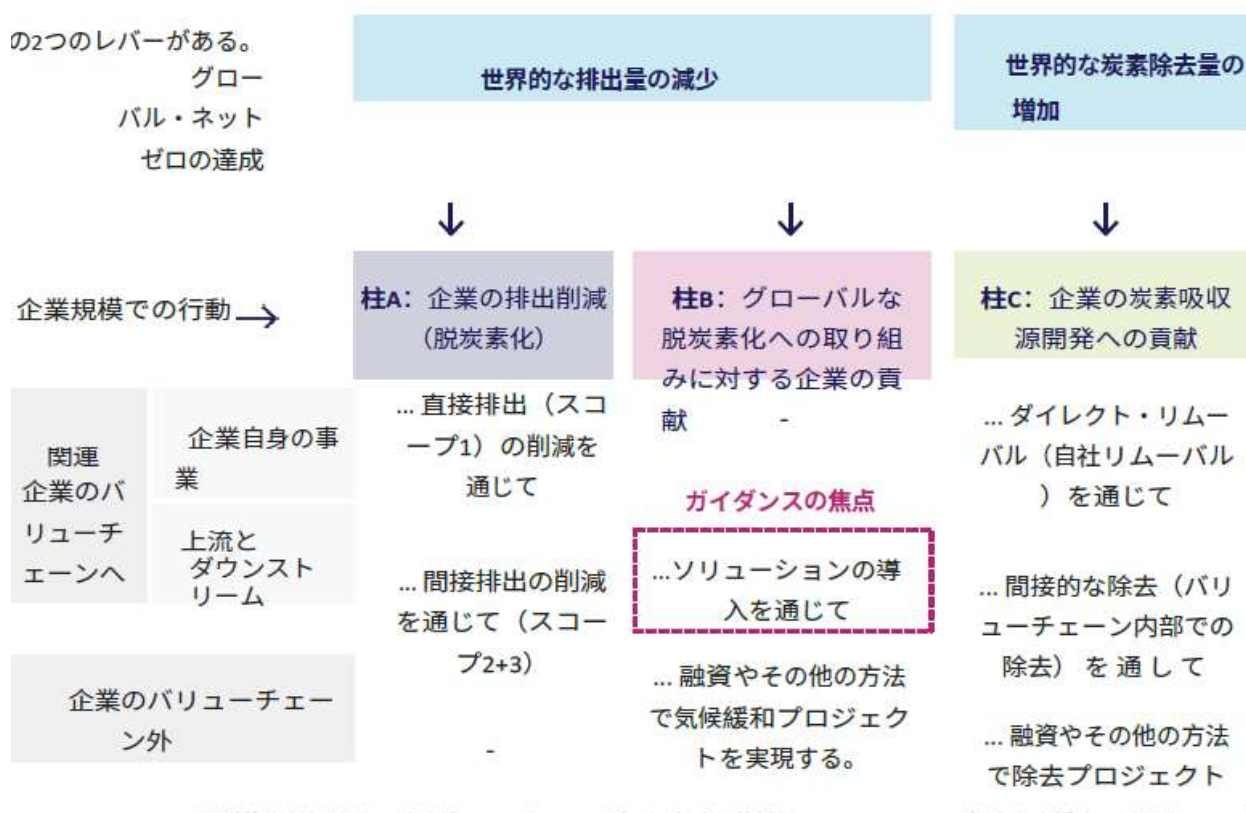 の2つのレバーがある。
グロー
バル・ネット
ゼロの達成
世界的な排出量の減少
世界的な炭素除去量の
増加
↓
↓
↓
企業規模での行動→
柱A：企業の排出削減
（脱炭素化）
柱B：グローバルな
脱炭素化への取り組
みに対する企業の貢
献
-
柱C：企業の炭素吸収
源開発への貢献
関連
企業のバ
リューチ
ェーンへ
企業自身の事
業
上流と
ダウンスト
リーム
... 直接排出（スコ
ープ1）の削減を
通じて
... 間接排出の削減
を通じて（スコー
プ2+3）
-
ガイダンスの焦点
...ソリューションの導
入を通じて
... 融資やその他の方法
で気候緩和プロジェク
トを実現する。
... ダイレクト・リムー
バル（自社リムーバル
）を通じて
... 間接的な除去（バリ
ューチェーン内部での
除去） を 通 し て
... 融資やその他の方法
で除去プロジェクト
企業のバリューチェー
ン外